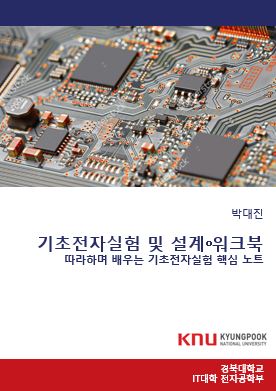 박대진
기초전자실험 및 설계 워크북
따라하며 배우는 기초전자실험 핵심 노트
KNU KYUNGPOOK
NATIONAL UNIVERSITY
경북대학교
IT대학 전자공학부